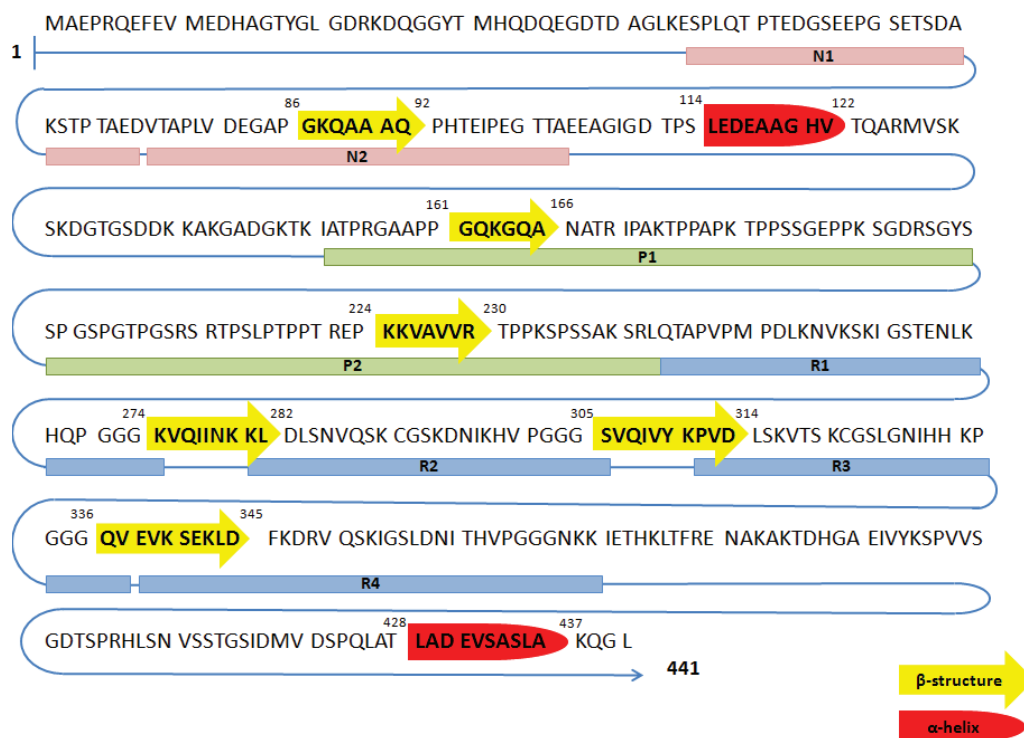 MAEPRQEFEV MEDHAGTYGL GDRKDQGGYT MHQDQEGDTD AGLKESPLQT PTEDGSEEPG SETSDA
1
N1
86 92 114 122
KSTP TAEDVTAPLV DEGAP GKQAA AQ PHTEIPEG TTAEEAGIGD TPS LEDEAAG HV TQARMVSK
N2
161 166
SKDGTGSDDK KAKGADGKTK IATPRGAAPP GQKGQA NATR IPAKTPPAPK TPPSSGEPPK SGDRSGYS
P1
224 230
SPG SPGTPGSRS RTPSLPTPPT REP KKVAVVR TPPKSPSSAK SRLQTAPVPM PDLKNVKSKI GSTENLK
P2 R1
274 282 305 314
HQP GGG KVQIINK KL DLSNVQSK CGSKDNIKHV PGGG SVQIVY KPVD LSKVTS KCGSLGNIHH KP
R2 R3
336 345
GGG QV EVK SEKLD FKDRV QSKIGSLDNI THVPGGGNKK IETHKLTFRE NAKAKTDHGA EIVYKSPVVS
R4
428 437
GDTSPRHLSN VSSTGSIDMV DSPQLAT LAD EVSASLA KQG L
441
β-structure
α-helix